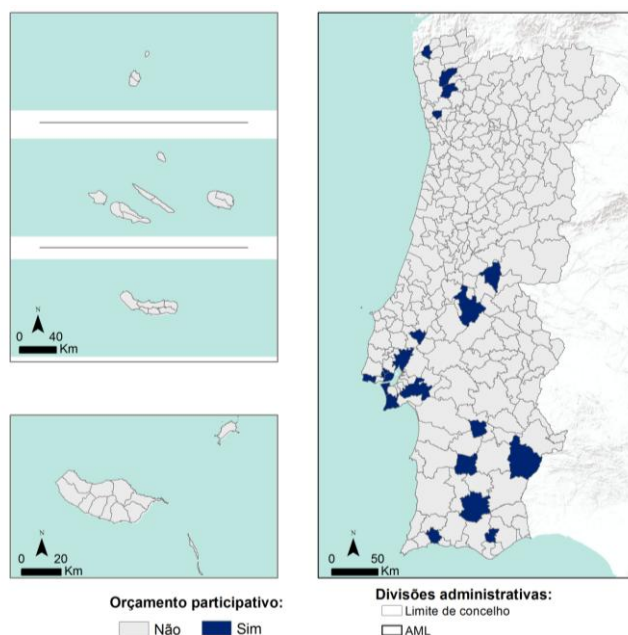 N
0 40
Km
N
0 20
Km
N
0 50
Km
Orçamento participativo:
Não Sim
Divisões administrativas:
Limite de concelho
AML